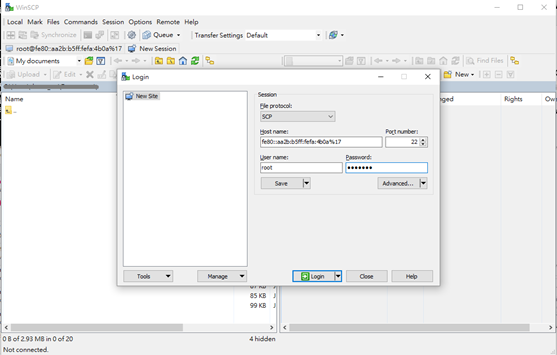 WinSCP
Local Mark Files Commands Session Options Remote Help
Synchronize Queue Transfer Settings Default
root@fe80::aa2b:b5ff:fefa:4b0a%17 New Session
My documents Find Files
Upload Edit New
Name Rights Ow
..
Login
New Site
Session
File protocol:
SCP
Host name: Port number:
fe80::aa2b:b5ff:fefa:4b0a%17 22
User name: Password:
root •••••••
Save Advanced...
Tools Manage Login Close Help
85 KB
99 KB
0 B of 2.93 MB in 0 of 20 4 hidden
Not connected.